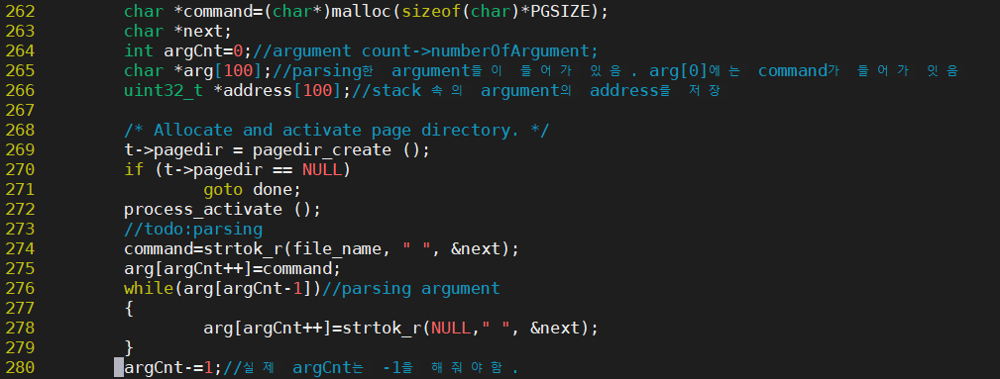 262 char *command=(char*)malloc(sizeof(char)*PGSIZE);
263 char *next;
264 int argCnt=0;//argument count->numberOfArgument;
265 char *arg[100];//parsing한 argument들이 들어가 있음. arg[0]에는 command가 들어가 잇음
266 uint32_t *address[100];//stack 속의 argument의 address를 저장
267
268 /* Allocate and activate page directory. */
269 t->pagedir = pagedir_create ();
270 if (t->pagedir == NULL)
271 goto done;
272 process_activate ();
273 //todo:parsing
274 command=strtok_r(file_name, " ", &next);
275 arg[argCnt++]=command;
276 while(arg[argCnt-1])//parsing argument
277 {
278 arg[argCnt++]=strtok_r(NULL," ", &next);
279 }
280 argCnt-=1;//실제 argCnt는 -1를 해줘야함.